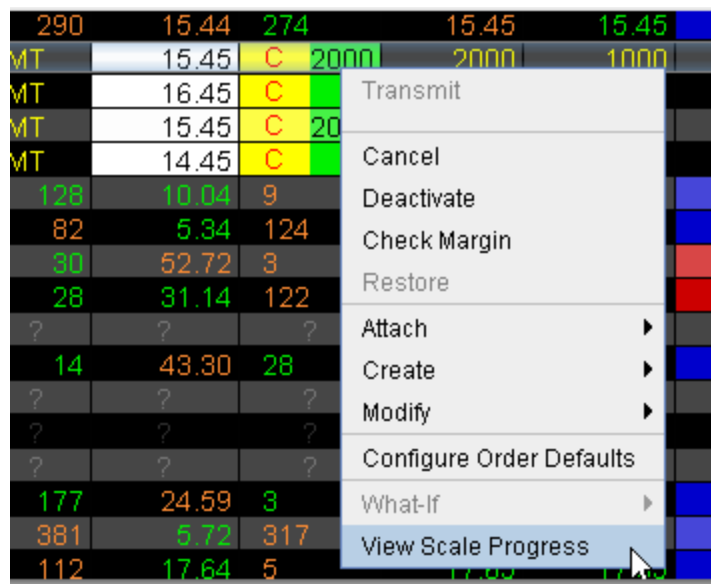 290 15.44 274 15.45 15.45
MT 15.45 C 2000 2000 1000
MT 16.45 C
Transmit
MT 15.45 C 20
MT 14.45 C
Cancel
128 10.04 9
Deactivate
82 5.34 124
Check Margin
30 52.72 3
Restore
28 31.14 122
? ? ?
Attach
14 43.30 28
Create
? ? ?
Modify
? ? ?
? ? ?
Configure Order Defaults
177 24.59 3
What-If
381 5.72 317
View Scale Progress
112 17.64 5